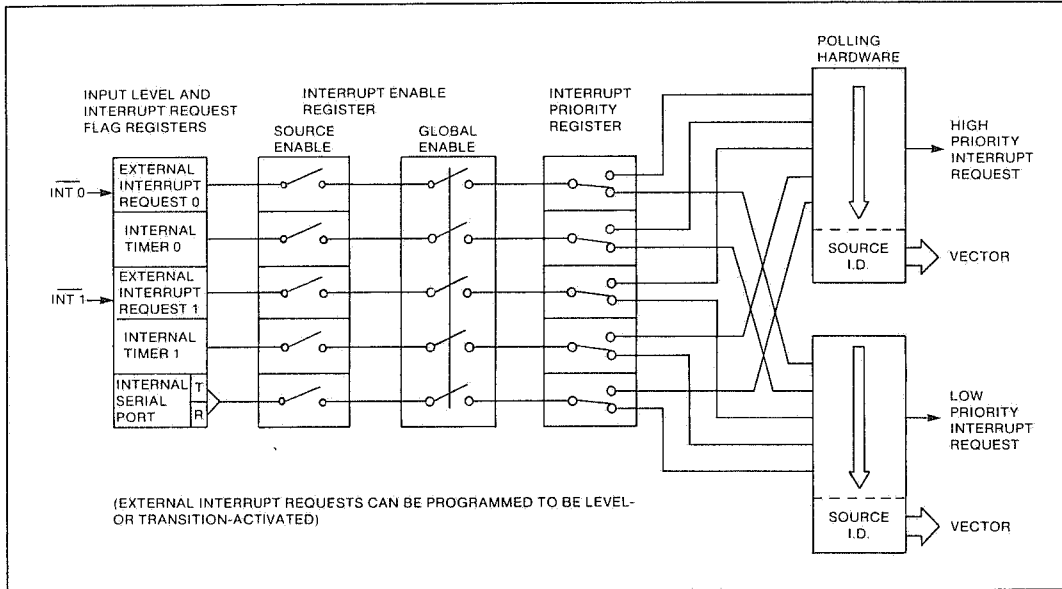 INPUT LEVEL AND
INTERRUPT REQUEST
FLAG REGISTERS
INTERRUPT ENABLE
REGISTER
SOURCE
ENABLE
GLOBAL
ENABLE
INTERRUPT
PRIORITY
REGISTER
POLLING
HARDWARE
INT 0
EXTERNAL
INTERRUPT
REQUEST 0
INTERNAL
TIMER 0
INT 1
EXTERNAL
INTERRUPT
REQUEST 1
INTERNAL
TIMER 1
INTERNAL
SERIAL
PORT
T
R
HIGH
PRIORITY
INTERRUPT
REQUEST
SOURCE
I.D.
VECTOR
LOW
PRIORITY
INTERRUPT
REQUEST
SOURCE
I.D.
VECTOR
(EXTERNAL INTERRUPT REQUESTS CAN BE PROGRAMMED TO BE LEVEL-
OR TRANSITION-ACTIVATED)